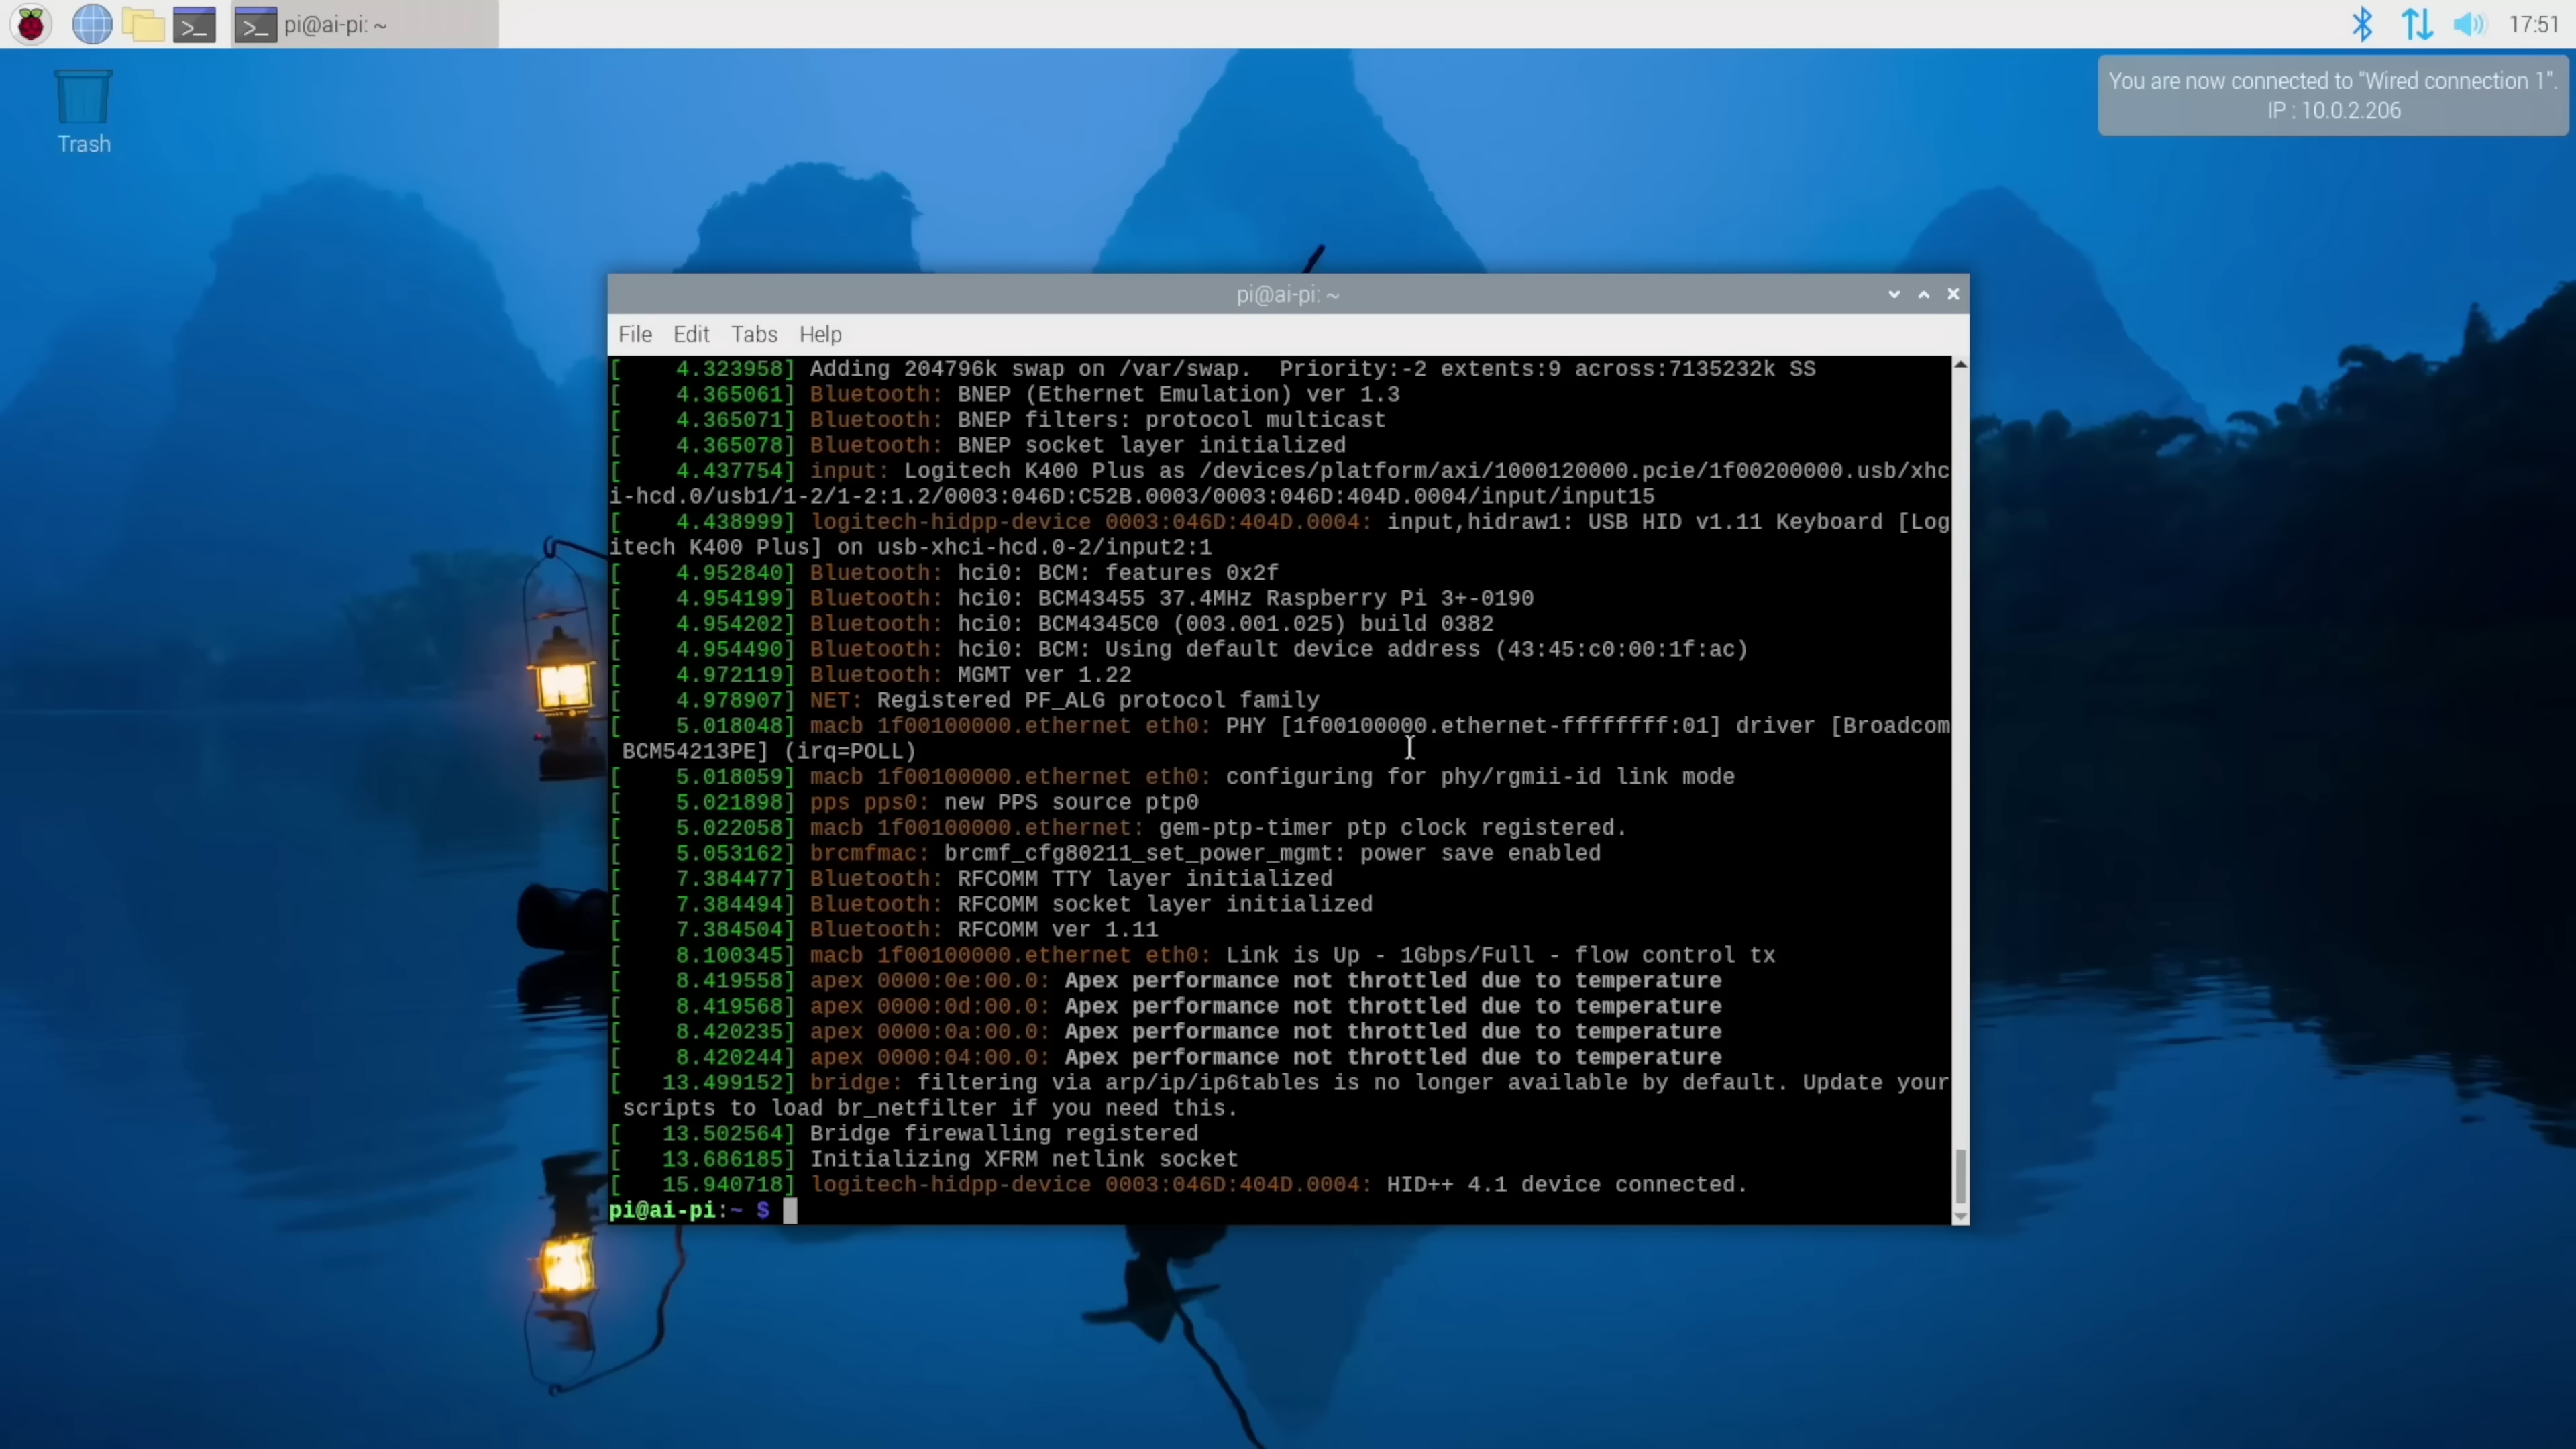 pi@ai-pi: ~
17:51
You are now connected to “Wired connection 1”.
IP : 10.0.2.206
Trash
pi@ai-pi: ~
File Edit Tabs Help
[    4.323958] Adding 204796k swap on /var/swap.  Priority:-2 extents:9 across:7135232k SS
[    4.365061] Bluetooth: BNEP (Ethernet Emulation) ver 1.3
[    4.365071] Bluetooth: BNEP filters: protocol multicast
[    4.365078] Bluetooth: BNEP socket layer initialized
[    4.437754] input: Logitech K400 Plus as /devices/platform/axi/1000120000.pcie/1f00200000.usb/xhc
i-hcd.0/usb1/1-2/1-2:1.2/0003:046D:C52B.0003/0003:046D:404D.0004/input/input15
[    4.438999] logitech-hidpp-device 0003:046D:404D.0004: input,hidraw1: USB HID v1.11 Keyboard [Log
itech K400 Plus] on usb-xhci-hcd.0-2/input2:1
[    4.952840] Bluetooth: hci0: BCM: features 0x2f
[    4.954199] Bluetooth: hci0: BCM43455 37.4MHz Raspberry Pi 3+-0190
[    4.954202] Bluetooth: hci0: BCM4345C0 (003.001.025) build 0382
[    4.954490] Bluetooth: hci0: BCM: Using default device address (43:45:c0:00:1f:ac)
[    4.972119] Bluetooth: MGMT ver 1.22
[    4.978907] NET: Registered PF_ALG protocol family
[    5.018048] macb 1f00100000.ethernet eth0: PHY [1f00100000.ethernet-ffffffff:01] driver [Broadcom
 BCM54213PE] (irq=POLL)
[    5.018059] macb 1f00100000.ethernet eth0: configuring for phy/rgmii-id link mode
[    5.021898] pps pps0: new PPS source ptp0
[    5.022058] macb 1f00100000.ethernet: gem-ptp-timer ptp clock registered.
[    5.053162] brcmfmac: brcmf_cfg80211_set_power_mgmt: power save enabled
[    7.384477] Bluetooth: RFCOMM TTY layer initialized
[    7.384494] Bluetooth: RFCOMM socket layer initialized
[    7.384504] Bluetooth: RFCOMM ver 1.11
[    8.100345] macb 1f00100000.ethernet eth0: Link is Up - 1Gbps/Full - flow control tx
[    8.419558] apex 0000:0e:00.0: Apex performance not throttled due to temperature
[    8.419568] apex 0000:0d:00.0: Apex performance not throttled due to temperature
[    8.420235] apex 0000:0a:00.0: Apex performance not throttled due to temperature
[    8.420244] apex 0000:04:00.0: Apex performance not throttled due to temperature
[   13.499152] bridge: filtering via arp/ip/ip6tables is no longer available by default. Update your
 scripts to load br_netfilter if you need this.
[   13.502564] Bridge firewalling registered
[   13.686185] Initializing XFRM netlink socket
[   15.940718] logitech-hidpp-device 0003:046D:404D.0004: HID++ 4.1 device connected.
pi@ai-pi:~ $